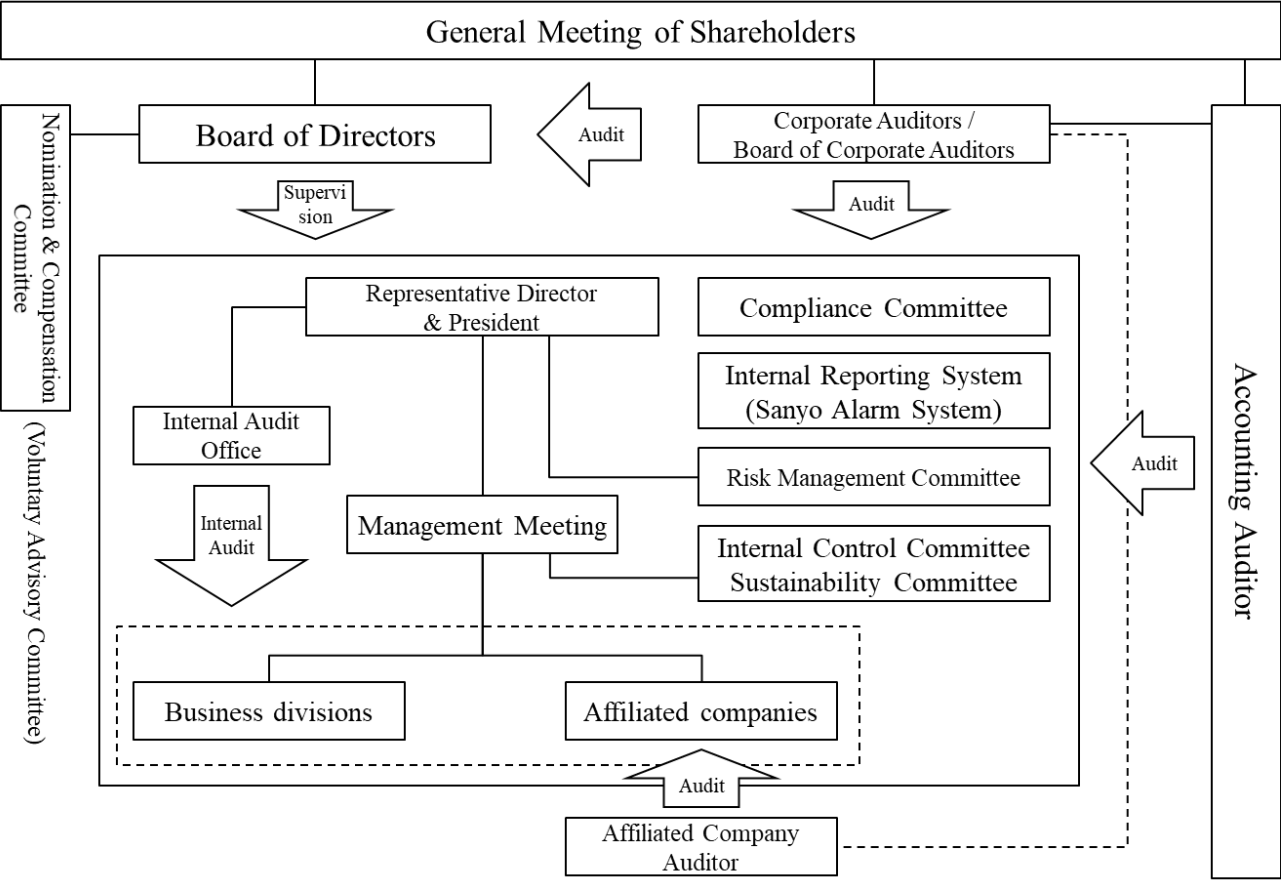 General Meeting of Shareholders
Nomination & Compensation
Committee
(Voluntary Advisory Committee)
Board of Directors
Audit
Corporate Auditors /
Board of Corporate Auditors
Supervi
sion
Audit
Representative Director
& President
Compliance Committee
Internal Reporting System
(Sanyo Alarm System)
Internal Audit
Office
Risk Management Committee
Audit
Accounting Auditor
Internal
Audit
Management Meeting
Internal Control Committee
Sustainability Committee
Business divisions
Affiliated companies
Audit
Affiliated Company
Auditor